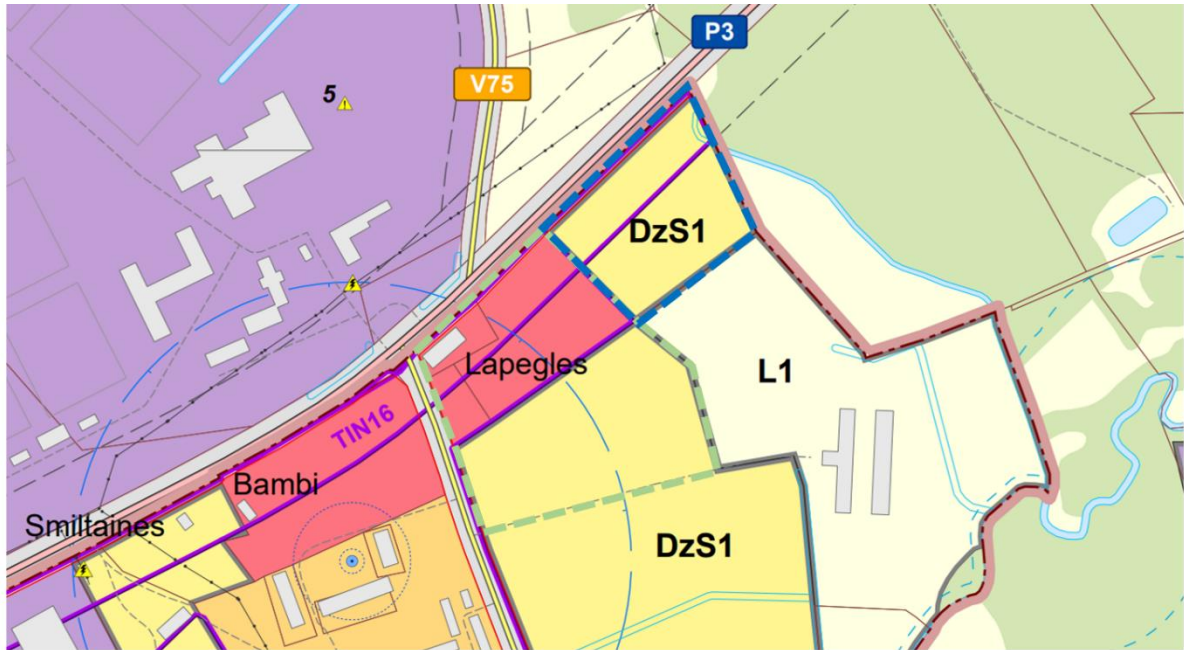 P3
V75
5
DzS1
Lapegles
L1
TIN16
Bambi
Smiltaines
DzS1